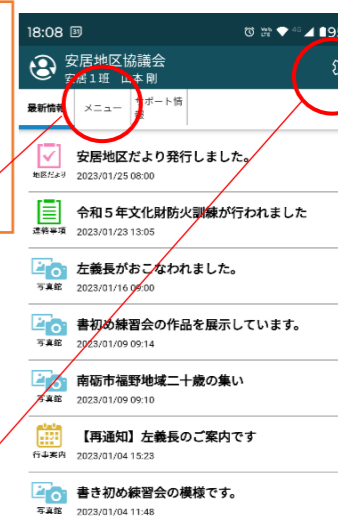 18:08 31
4G 95
安居地区協議会
安居１班 山本 剛
最新情報 メニュー サポート情
報
安居地区だより発行しました。
地区だより 2023/01/25 08:00
令和５年文化財防火訓練が行われました
連絡事項 2023/01/23 13:05
左義長がおこなわれました。
写真館 2023/01/16 09:00
書初め練習会の作品を展示しています。
写真館 2023/01/09 09:14
南砺市福野地域二十歳の集い
写真館 2023/01/09 09:10
【再通知】左義長のご案内です
行事案内 2023/01/04 15:23
書き初め練習会の模様です。
写真館 2023/01/04 11:48